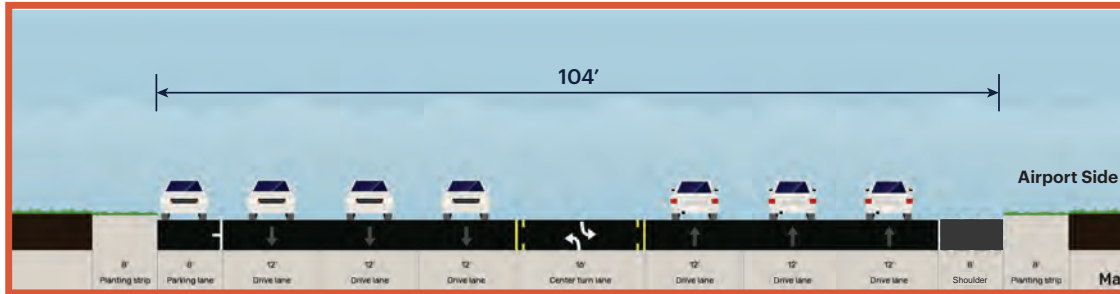 104′
Airport Side
8' 8' 12' 12' 12' 16' 12' 12' 12' 8' 8'
Planting strip Parking lane Drive lane Drive lane Drive lane Center turn lane Drive lane Drive lane Drive lane Shoulder Planting strip Ma